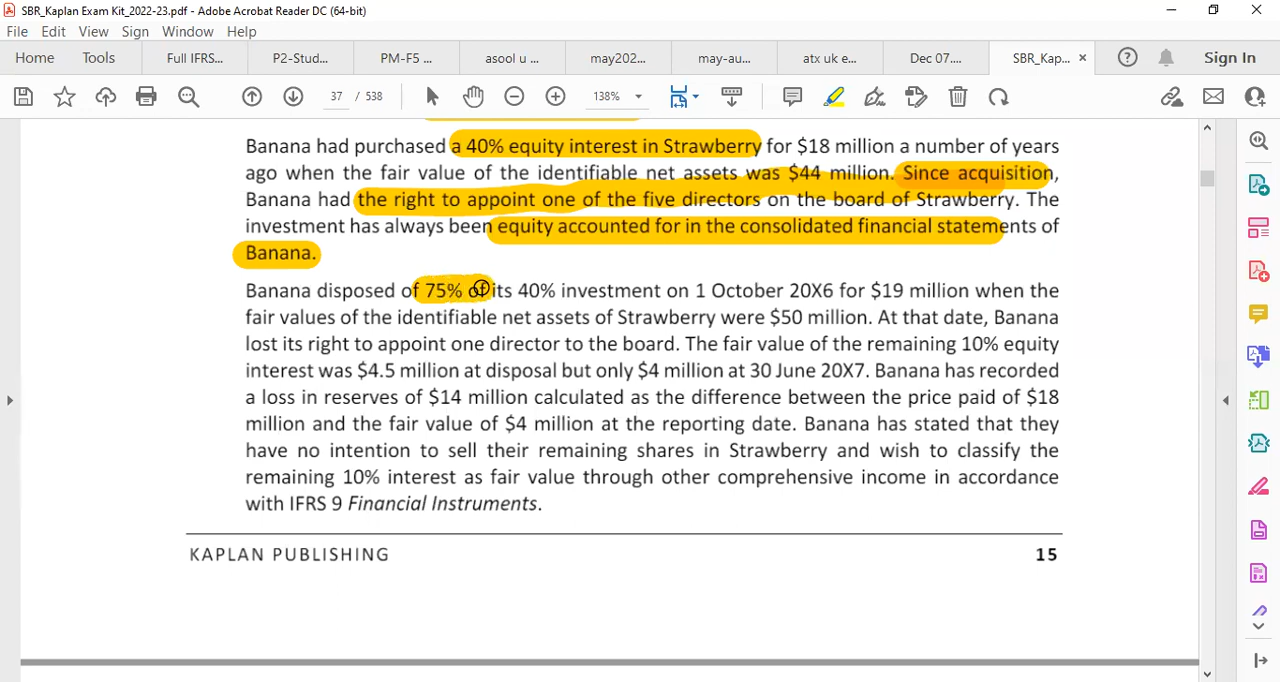 SBR_Kaplan Exam Kit_2022-23.pdf - Adobe Acrobat Reader DC (64-bit)
File Edit View Sign Window Help
Home Tools Full IFRS... P2-Stud... PM-F5 ... asool u ... may202... may-au... atx uk e... Dec 07.... SBR_Kap... × Sign In
37 / 538 138%
Banana had purchased a 40% equity interest in Strawberry for $18 million a number of years
ago when the fair value of the identifiable net assets was $44 million. Since acquisition,
Banana had the right to appoint one of the five directors on the board of Strawberry. The
investment has always been equity accounted for in the consolidated financial statements of
Banana.
Banana disposed of 75% of its 40% investment on 1 October 20X6 for $19 million when the
fair values of the identifiable net assets of Strawberry were $50 million. At that date, Banana
lost its right to appoint one director to the board. The fair value of the remaining 10% equity
interest was $4.5 million at disposal but only $4 million at 30 June 20X7. Banana has recorded
a loss in reserves of $14 million calculated as the difference between the price paid of $18
million and the fair value of $4 million at the reporting date. Banana has stated that they
have no intention to sell their remaining shares in Strawberry and wish to classify the
remaining 10% interest as fair value through other comprehensive income in accordance
with IFRS 9 Financial Instruments.
KAPLAN PUBLISHING 15